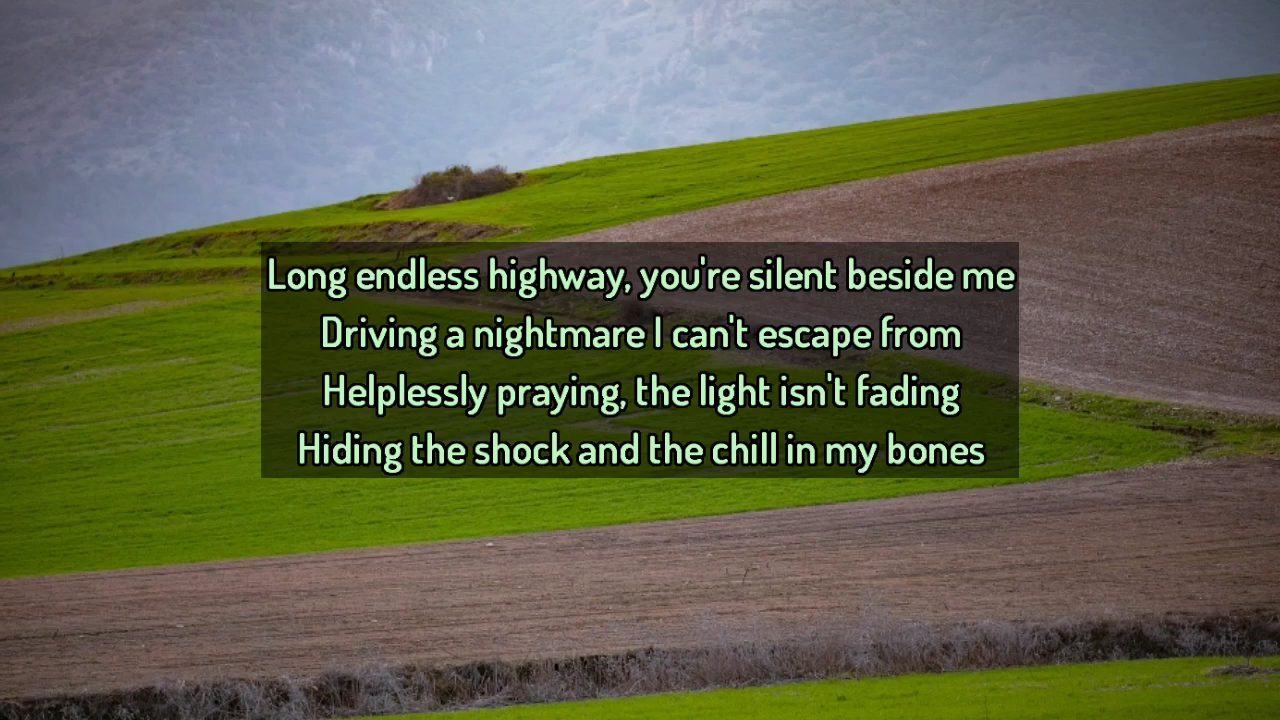 Long endless highway, you're silent beside me
Driving a nightmare I can't escape from
Helplessly praying, the light isn't fading
Hiding the shock and the chill in my bones